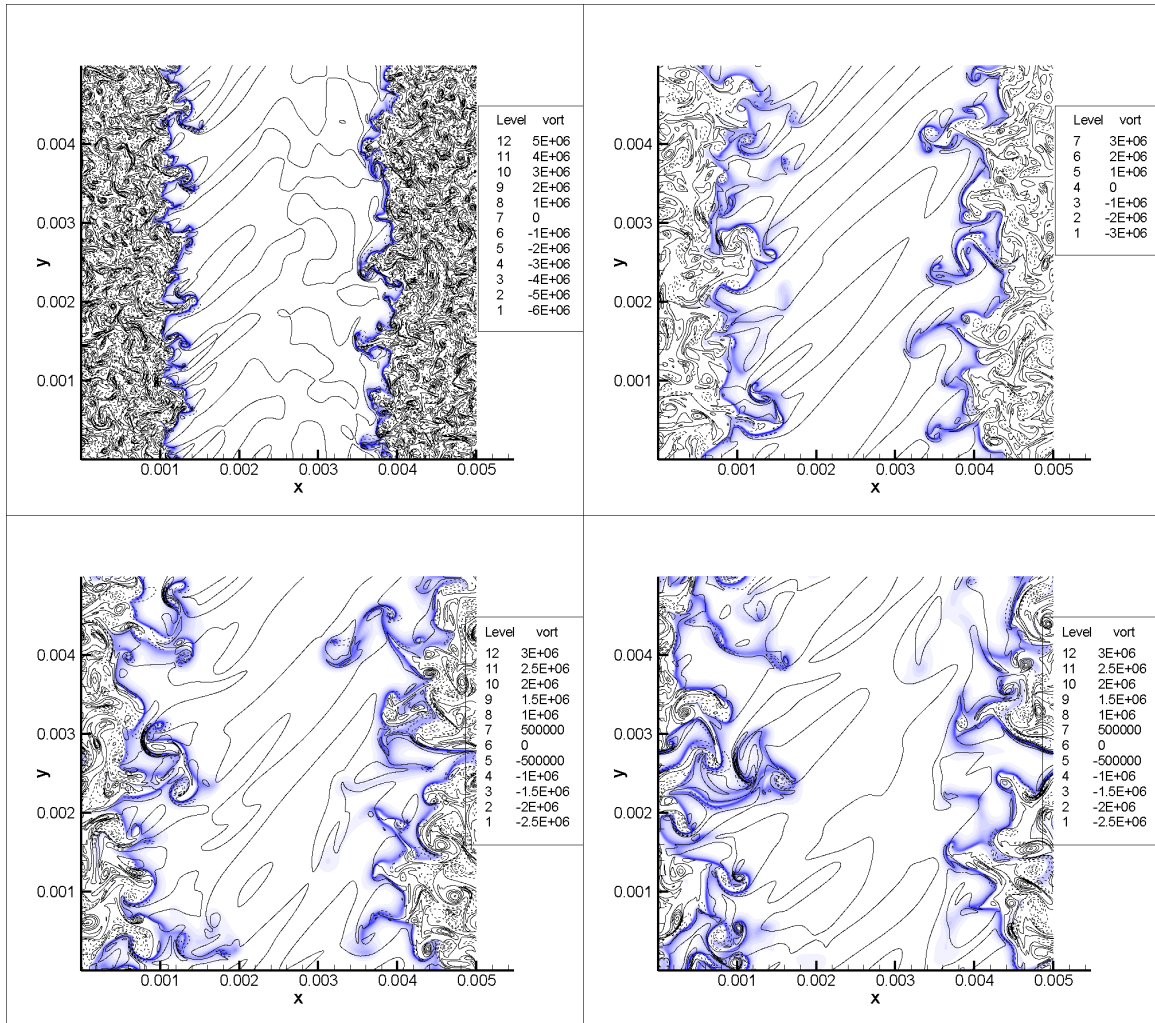 Level vort
12 5E+06
11 4E+06
10 3E+06
9 2E+06
8 1E+06
7 0
6 -1E+06
5 -2E+06
4 -3E+06
3 -4E+06
2 -5E+06
1 -6E+06
0.004
0.003
0.002
0.001
y
0.001 0.002 0.003 0.004 0.005
x
Level vort
7 3E+06
6 2E+06
5 1E+06
4 0
3 -1E+06
2 -2E+06
1 -3E+06
0.004
0.003
0.002
0.001
y
0.001 0.002 0.003 0.004 0.005
x
Level vort
12 3E+06
11 2.5E+06
10 2E+06
9 1.5E+06
8 1E+06
7 500000
6 0
5 -500000
4 -1E+06
3 -1.5E+06
2 -2E+06
1 -2.5E+06
0.004
0.003
0.002
0.001
y
0.001 0.002 0.003 0.004 0.005
x
Level vort
12 3E+06
11 2.5E+06
10 2E+06
9 1.5E+06
8 1E+06
7 500000
6 0
5 -500000
4 -1E+06
3 -1.5E+06
2 -2E+06
1 -2.5E+06
0.004
0.003
0.002
0.001
y
0.001 0.002 0.003 0.004 0.005
x